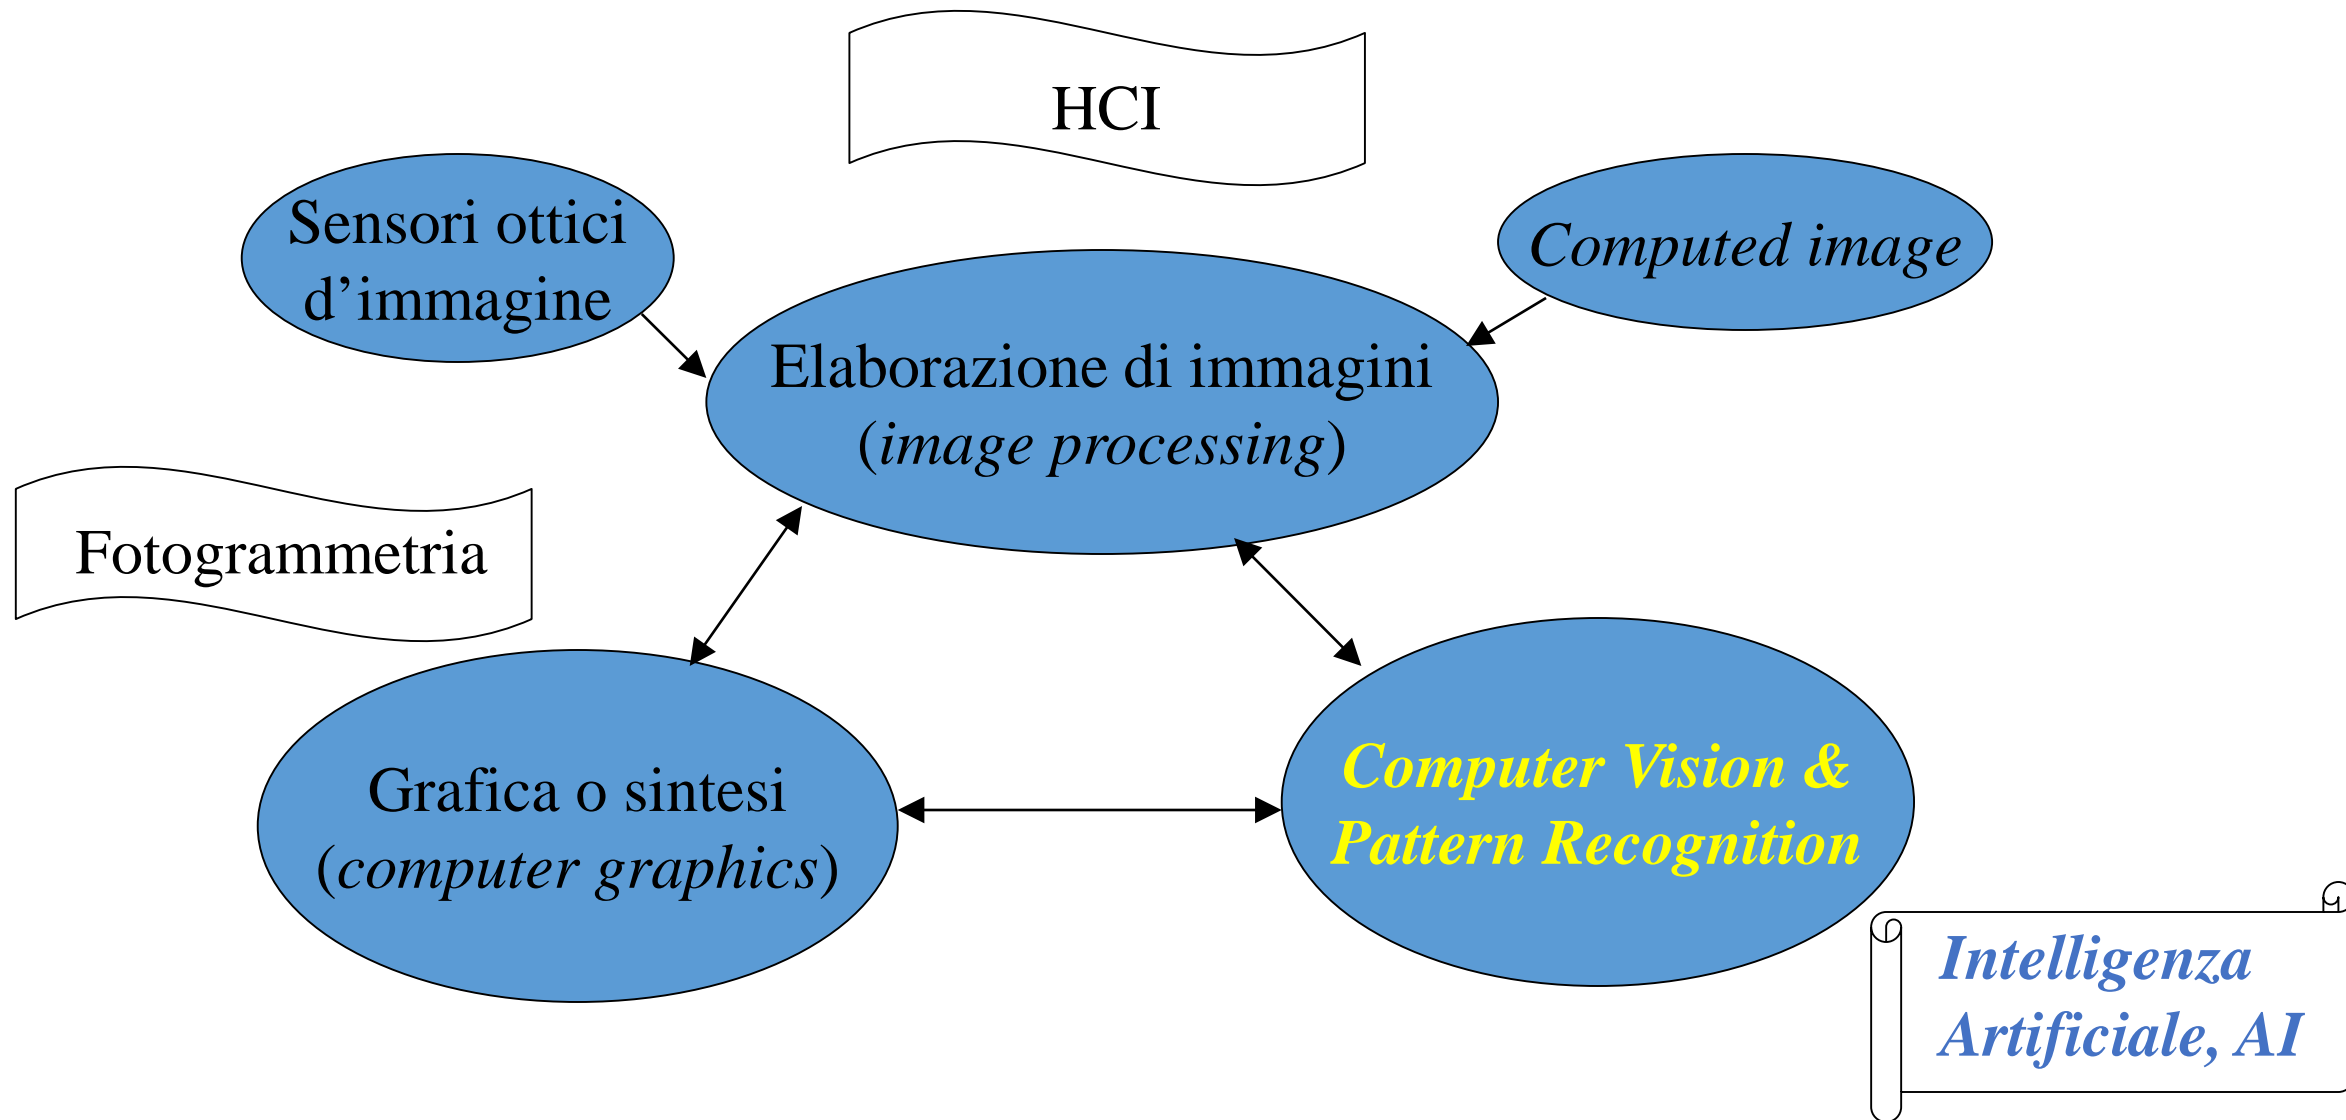 HCI
Sensori ottici
d’immagine
Computed image
Elaborazione di immagini
(image processing)
Fotogrammetria
Grafica o sintesi
(computer graphics)
Computer Vision &
Pattern Recognition
Intelligenza
Artificiale, AI